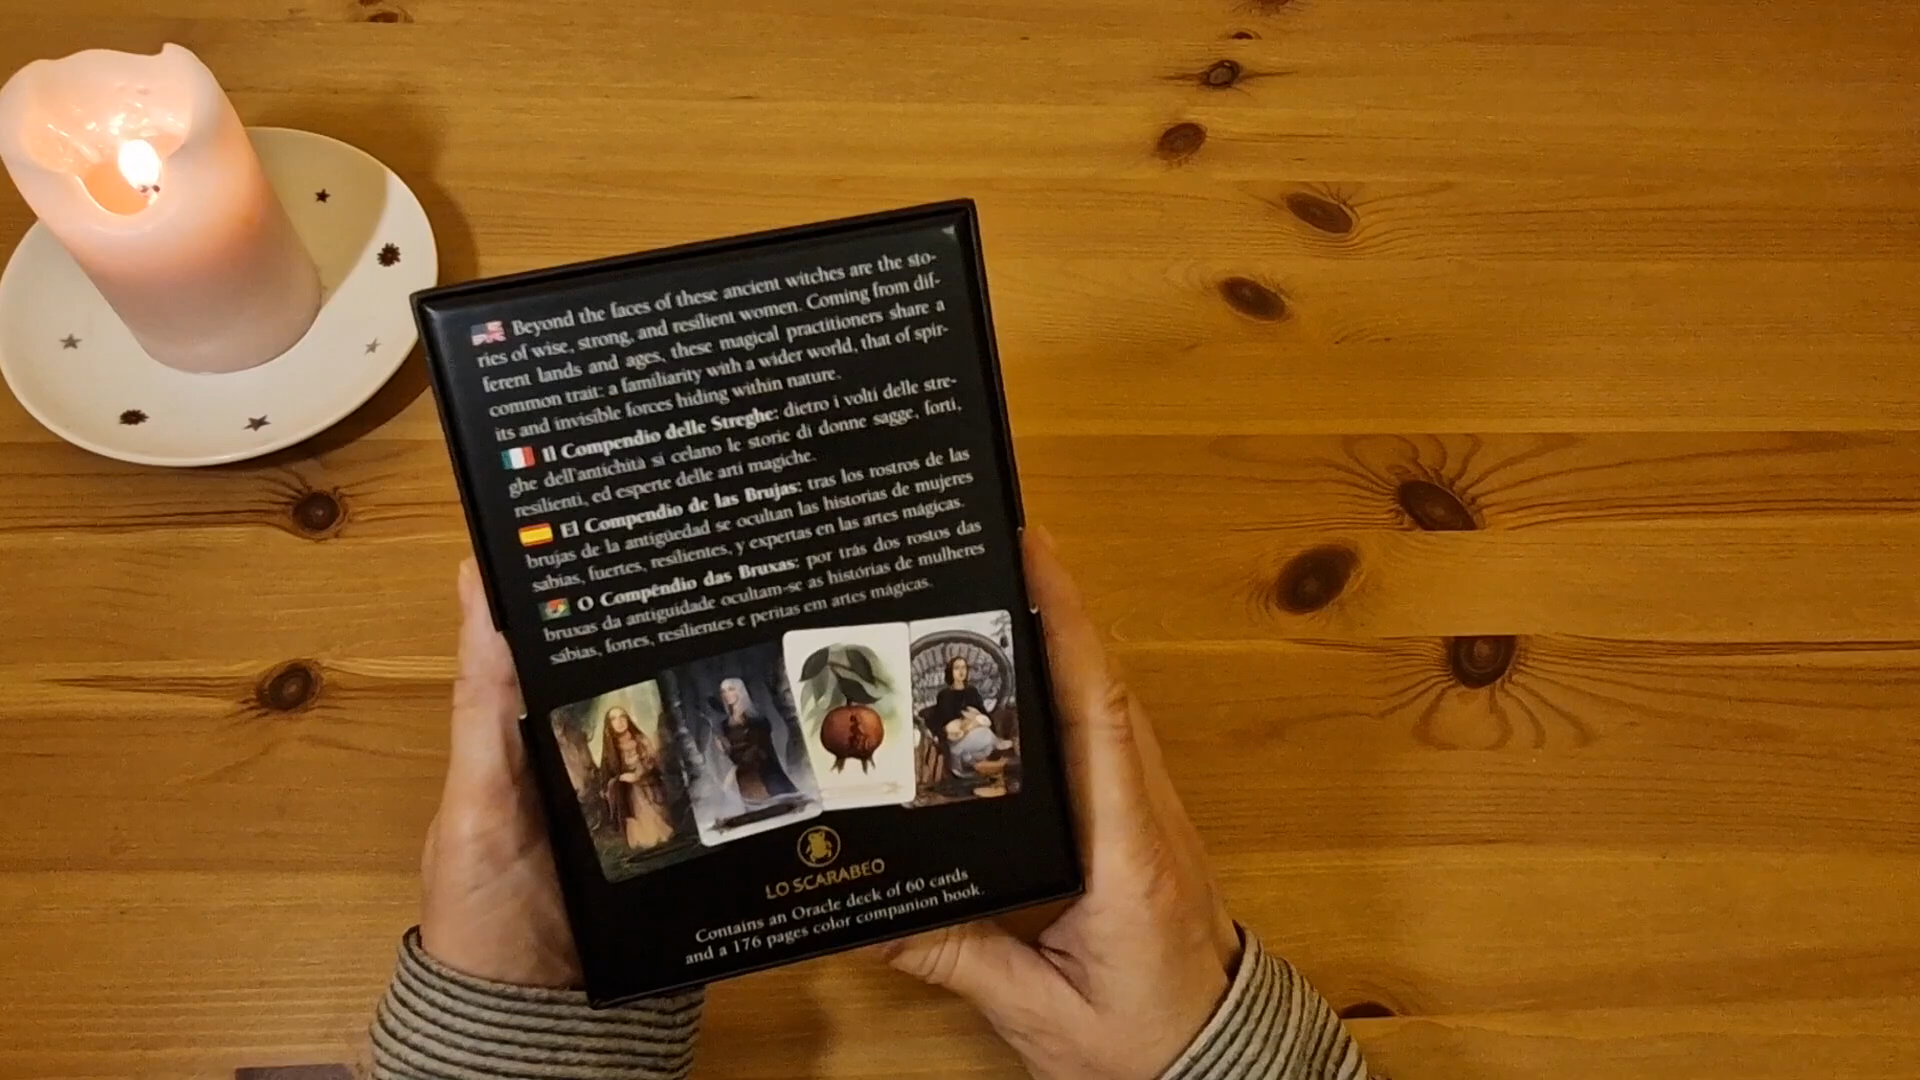 Beyond the faces of these ancient witches are the sto-
ries of wise, strong, and resilient women. Coming from dif-
ferent lands and ages, these magical practitioners share a
common trait: a familiarity with a wider world, that of spir-
its and invisible forces hiding within nature.
Il Compendio delle Streghe: dietro i volti delle stre-
ghe dell'antichità si celano le storie di donne sagge, forti,
resilienti, ed esperte delle arti magiche.
El Compendio de las Brujas: tras los rostros de las
brujas de la antigüedad se ocultan las historias de mujeres
sabias, fuertes, resilientes, y expertas en las artes mágicas.
O Compêndio das Bruxas: por trás dos rostos das
bruxas da antiguidade ocultam-se as histórias de mulheres
sábias, fortes, resilientes e peritas em artes mágicas.
LO SCARABEO
Contains an Oracle deck of 60 cards
and a 176 pages color companion book.